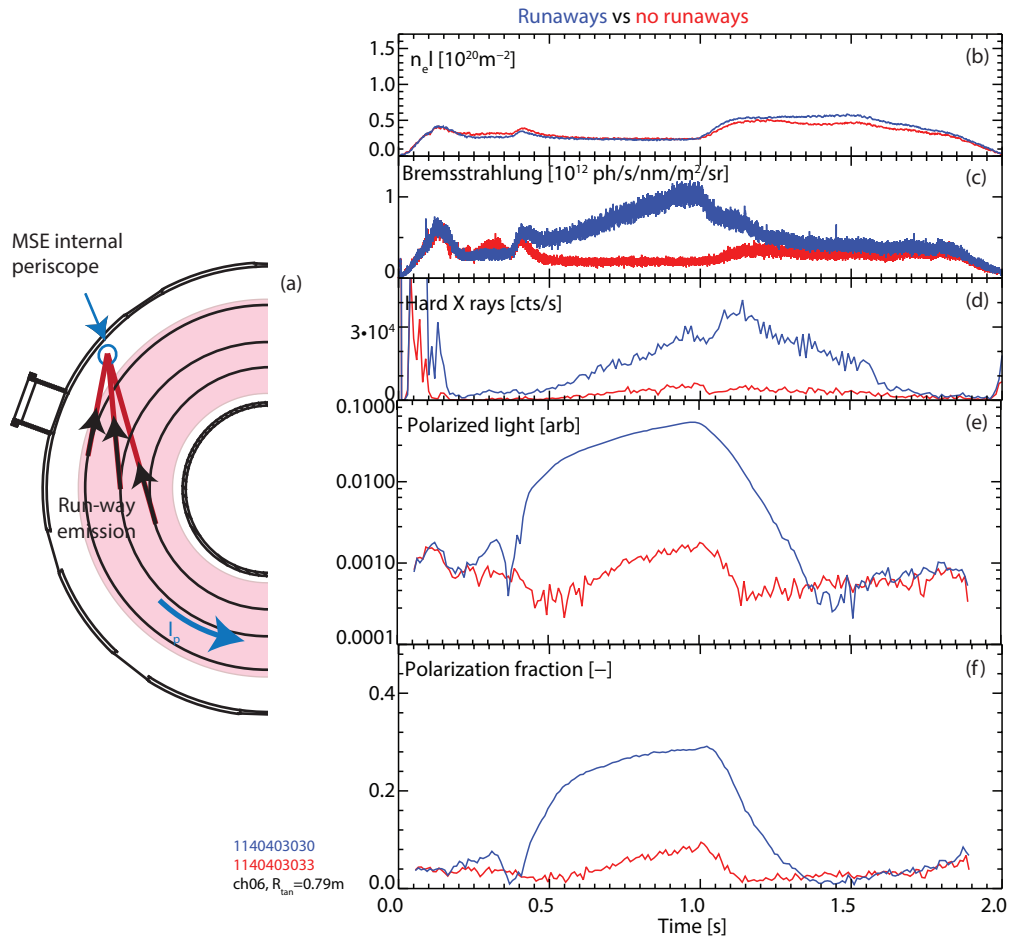 Runaways vs no runaways
MSE internal
periscope
(a)
Run-way
emission
I_p
1140403030
1140403033
ch06, R_tan=0.79m
n_e l [10^20 m^−2]
(b)
1.5
1.0
0.5
0.0
Bremsstrahlung [10^12 ph/s/nm/m^2/sr]
(c)
1
0
Hard X rays [cts/s]
(d)
3•10^4
0
Polarized light [arb]
(e)
0.1000
0.0100
0.0010
0.0001
Polarization fraction [−]
(f)
0.4
0.2
0.0
0.0 0.5 1.0 1.5 2.0
Time [s]